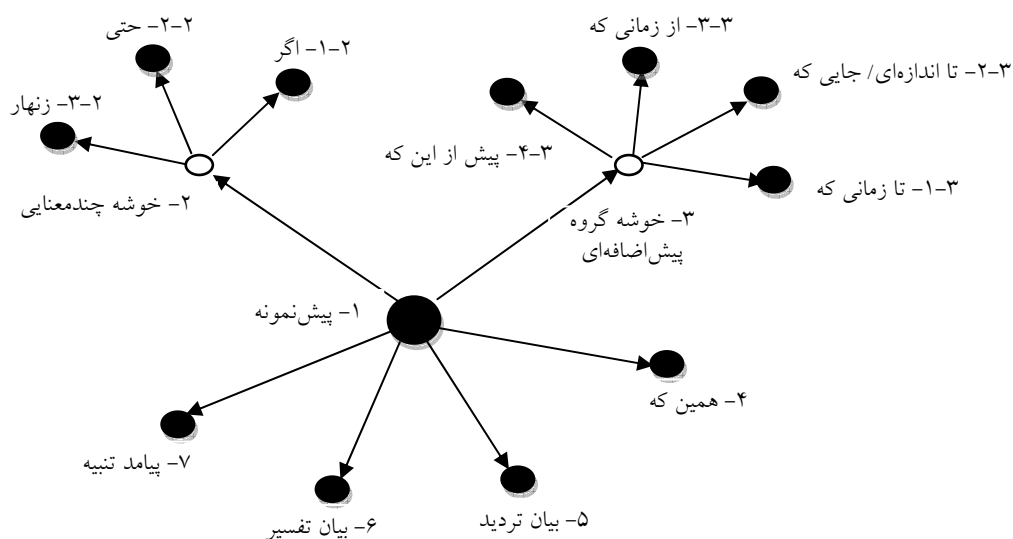 ۳-۳- از زمانی که
۲-۲- حتی
۱-۲- اگر
۲-۳- تا اندازه‌ای/ جایی که
۳-۲- زنهار
۴-۳- پیش از این که
۱-۳- تا زمانی که
۲- خوشه چندمعنایی
۳- خوشه گروه
پیش‌اضافه‌ای
۱- پیش‌نمونه
۴- همین که
۷- پیامد تنبیه
۵- بیان تردید
۶- بیان تفسیر